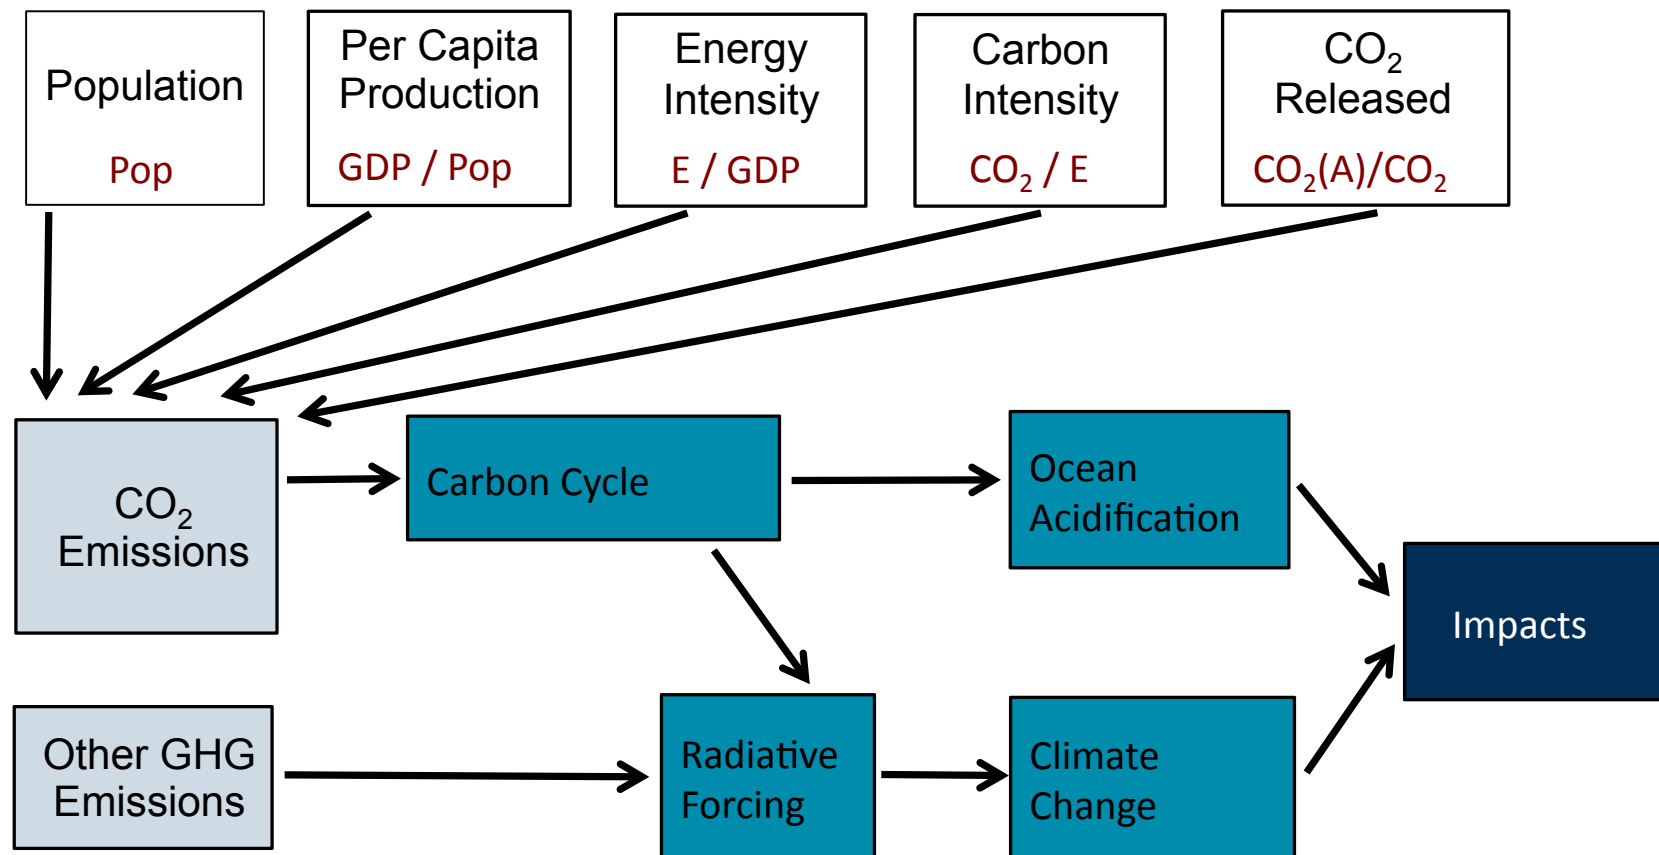 Population
Pop
Per Capita
Production
GDP / Pop
Energy
Intensity
E / GDP
Carbon
Intensity
CO₂ / E
CO₂
Released
CO₂(A)/CO₂
CO₂
Emissions
Carbon Cycle
Ocean
Acidification
Impacts
Other GHG
Emissions
Radiative
Forcing
Climate
Change